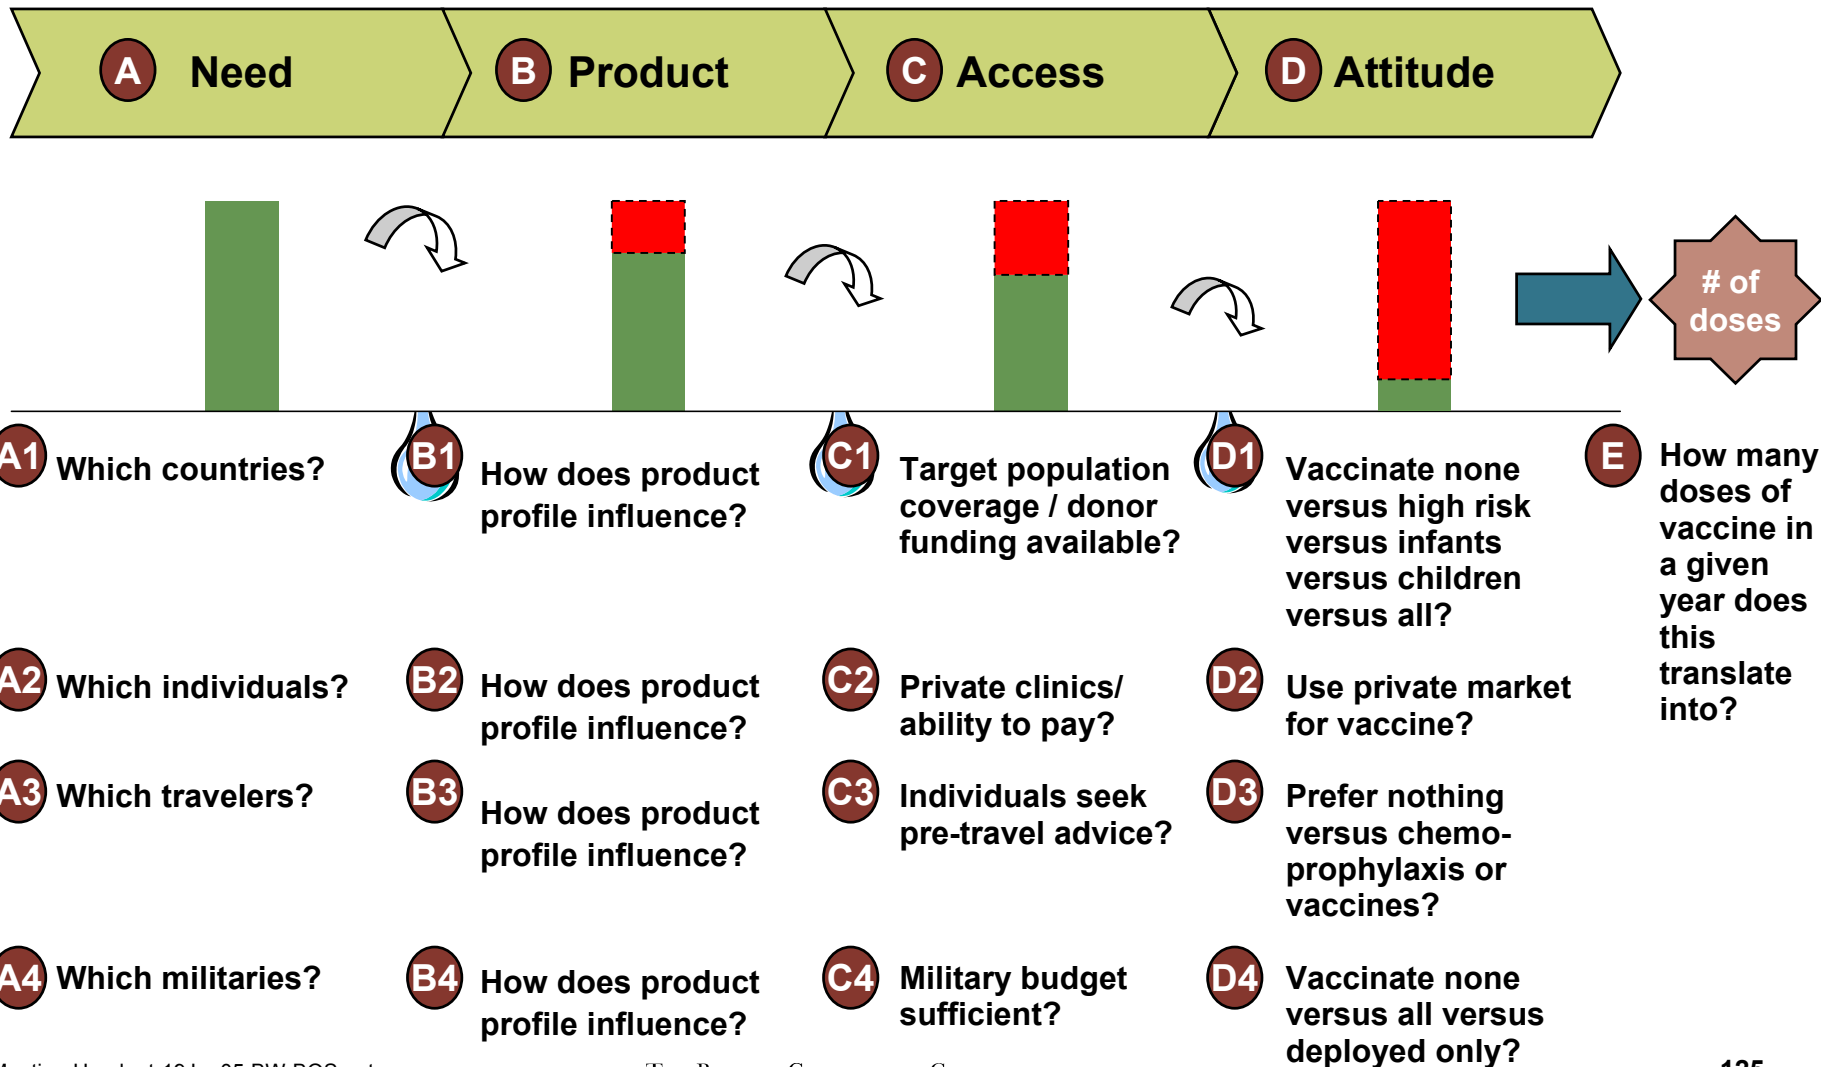 A Need
B Product
C Access
D Attitude
# of
doses
A1 Which countries?
B1 How does product
profile influence?
C1 Target population
coverage / donor
funding available?
D1 Vaccinate none
versus high risk
versus infants
versus children
versus all?
E How many
doses of
vaccine in
a given
year does
this
translate
into?
A2 Which individuals?
B2 How does product
profile influence?
C2 Private clinics/
ability to pay?
D2 Use private market
for vaccine?
A3 Which travelers?
B3 How does product
profile influence?
C3 Individuals seek
pre-travel advice?
D3 Prefer nothing
versus chemo-
prophylaxis or
vaccines?
A4 Which militaries?
B4 How does product
profile influence?
C4 Military budget
sufficient?
D4 Vaccinate none
versus all versus
deployed only?